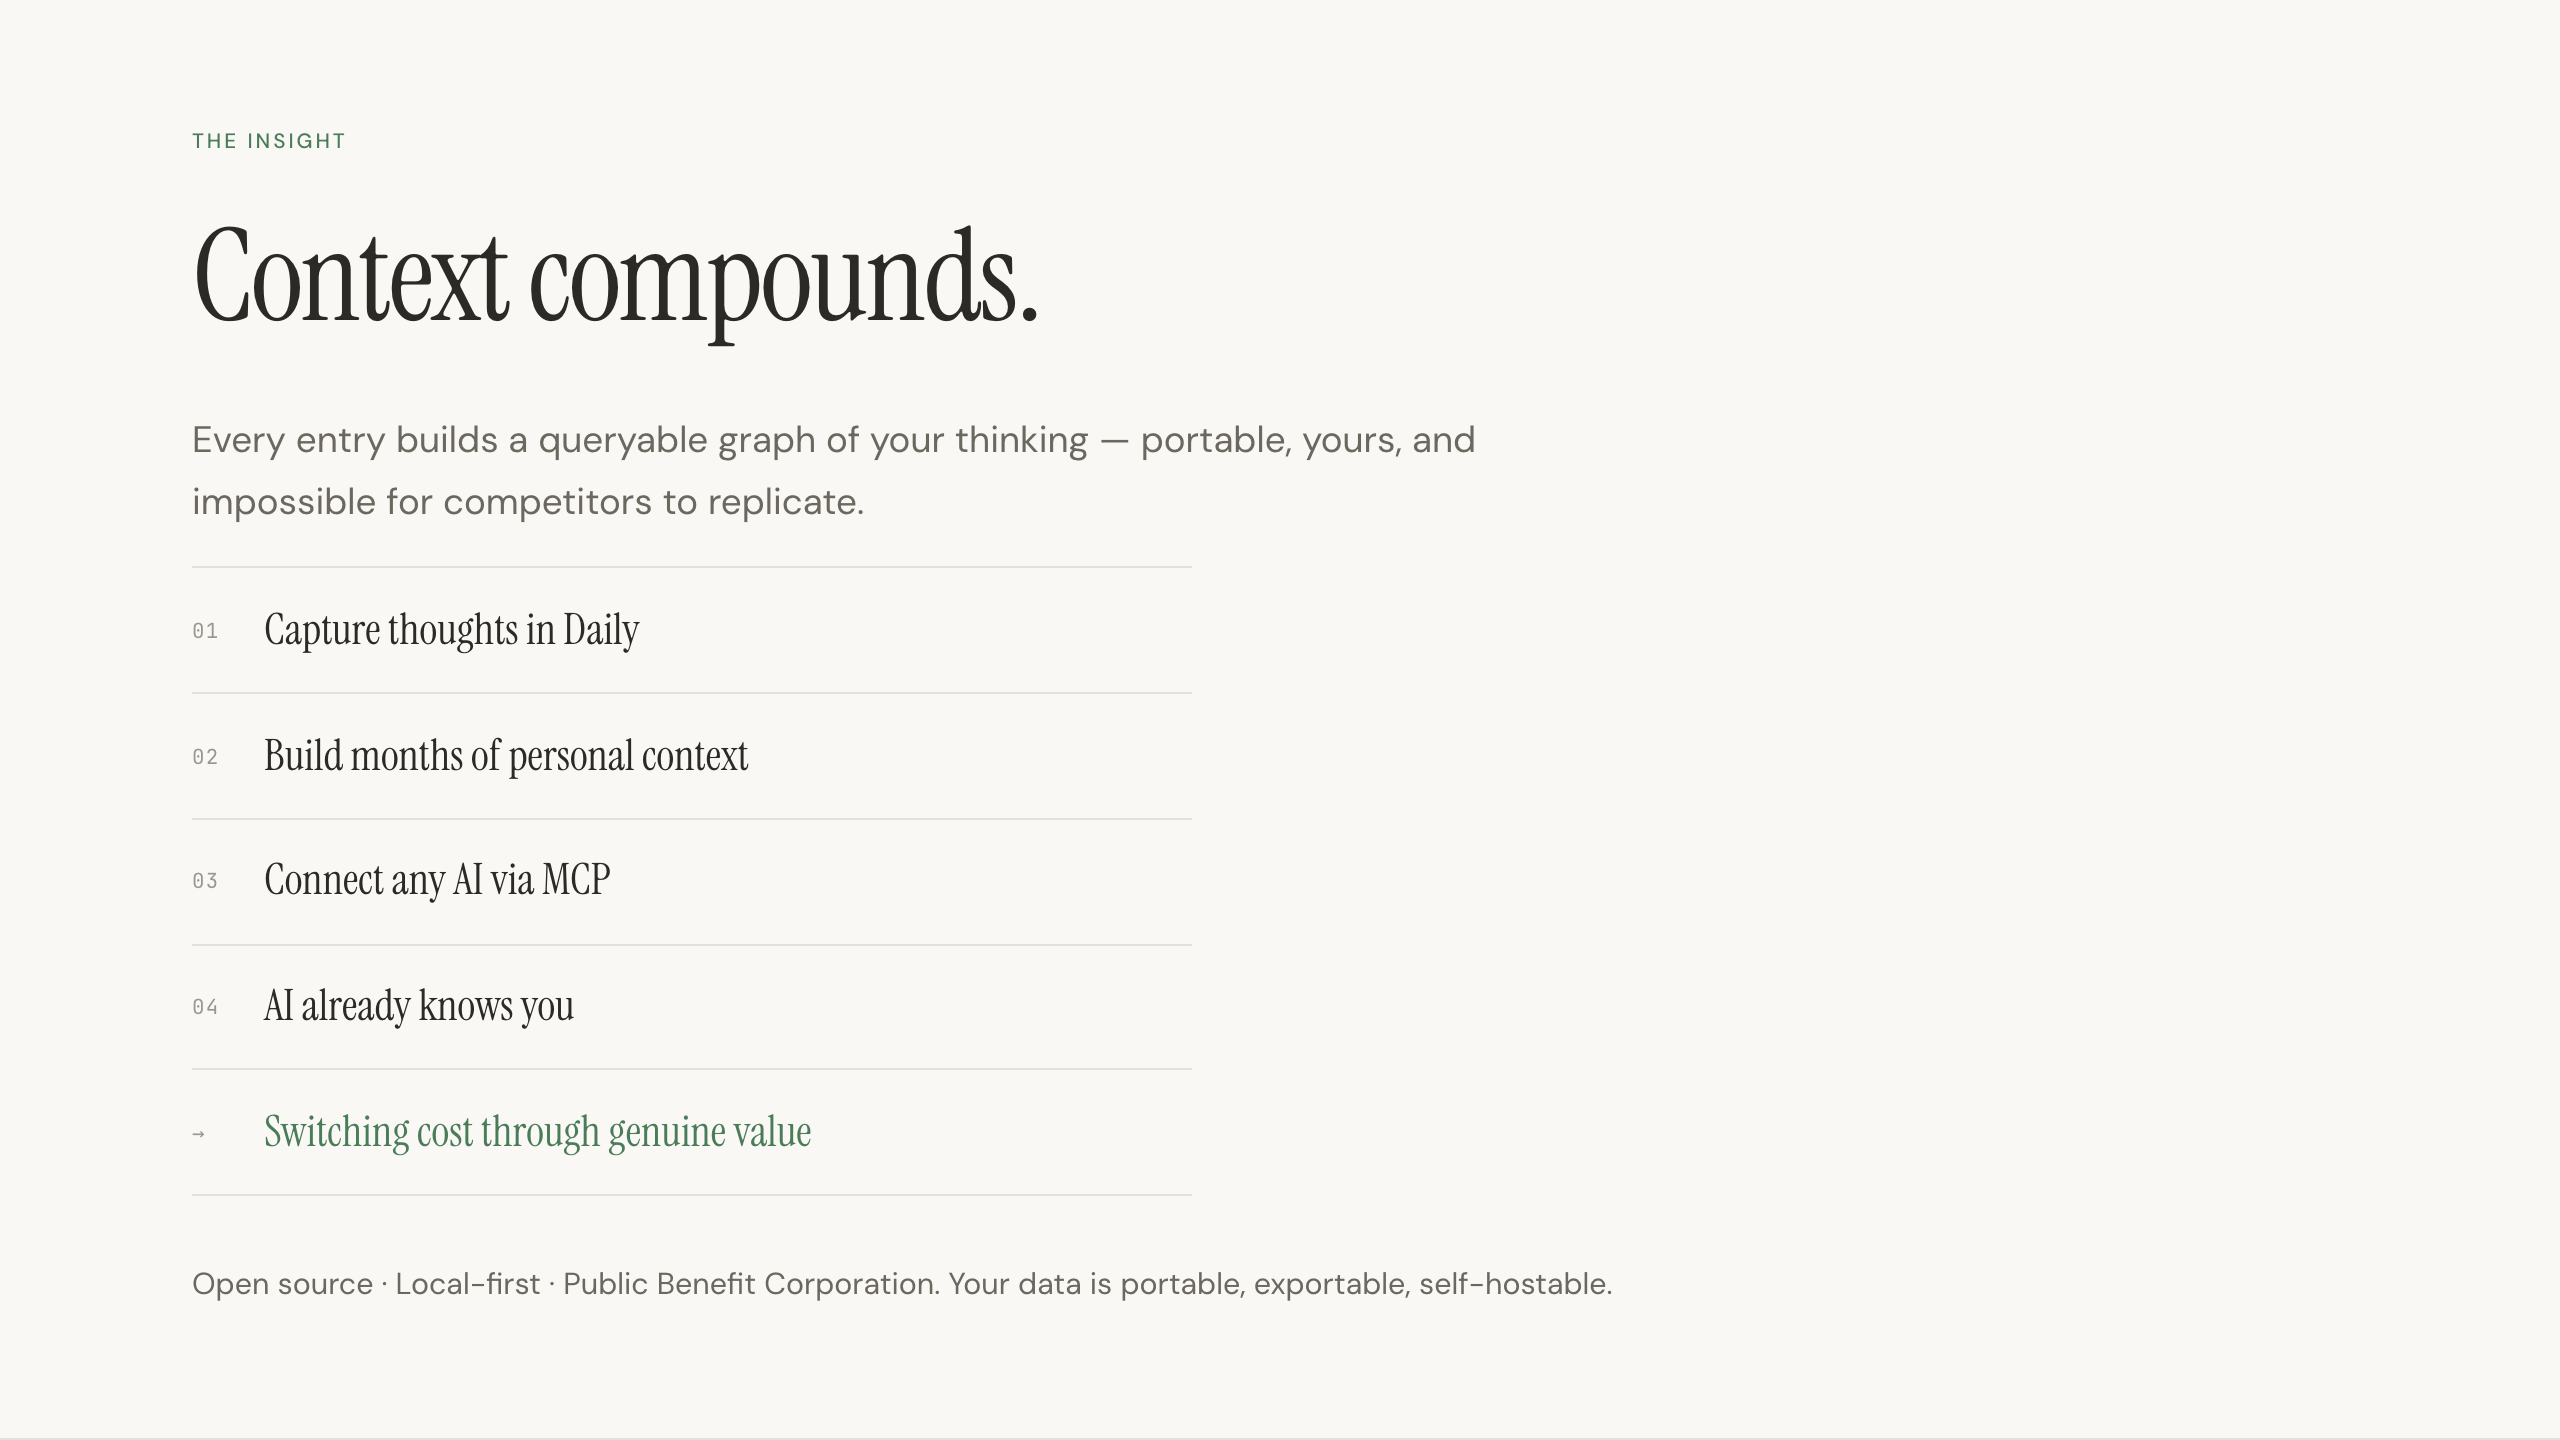 THE INSIGHT
Context compounds.
Every entry builds a queryable graph of your thinking — portable, yours, and
impossible for competitors to replicate.
01 Capture thoughts in Daily
02 Build months of personal context
03 Connect any AI via MCP
04 AI already knows you
→ Switching cost through genuine value
Open source · Local-first · Public Benefit Corporation. Your data is portable, exportable, self-hostable.